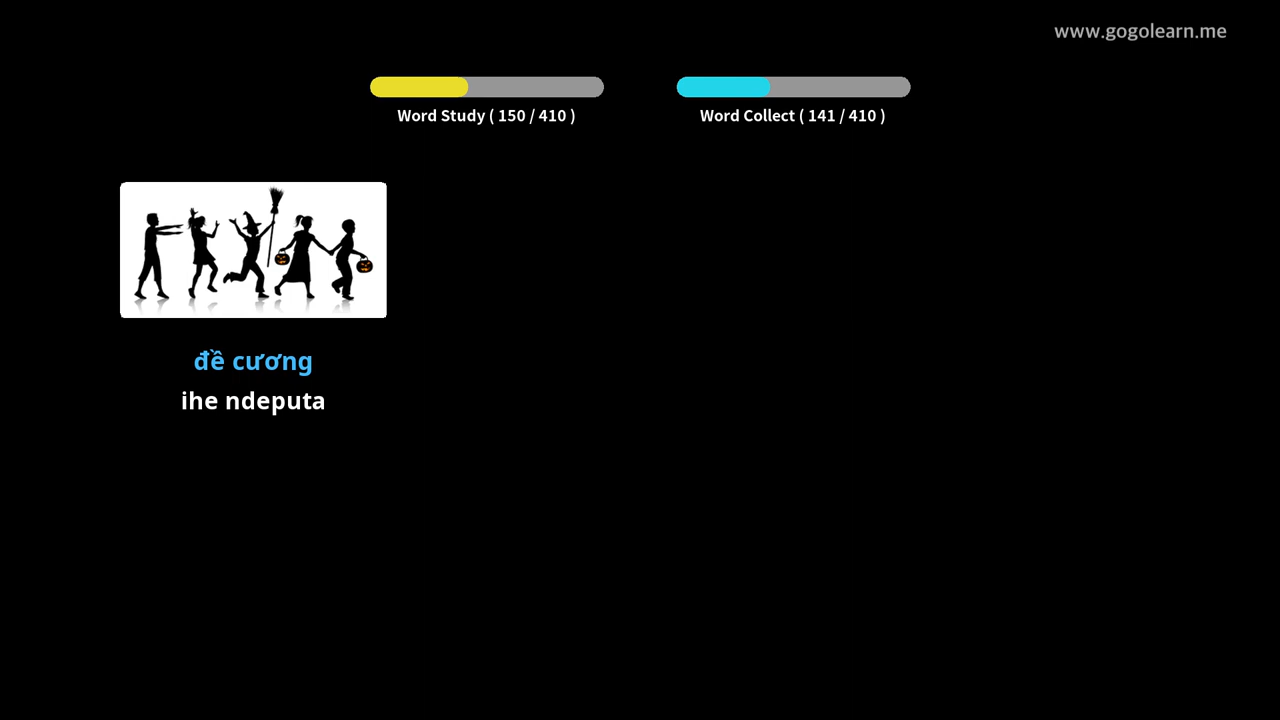 www.gogolearn.me
Word Study ( 150 / 410 )
Word Collect ( 141 / 410 )
đề cương
ihe ndeputa